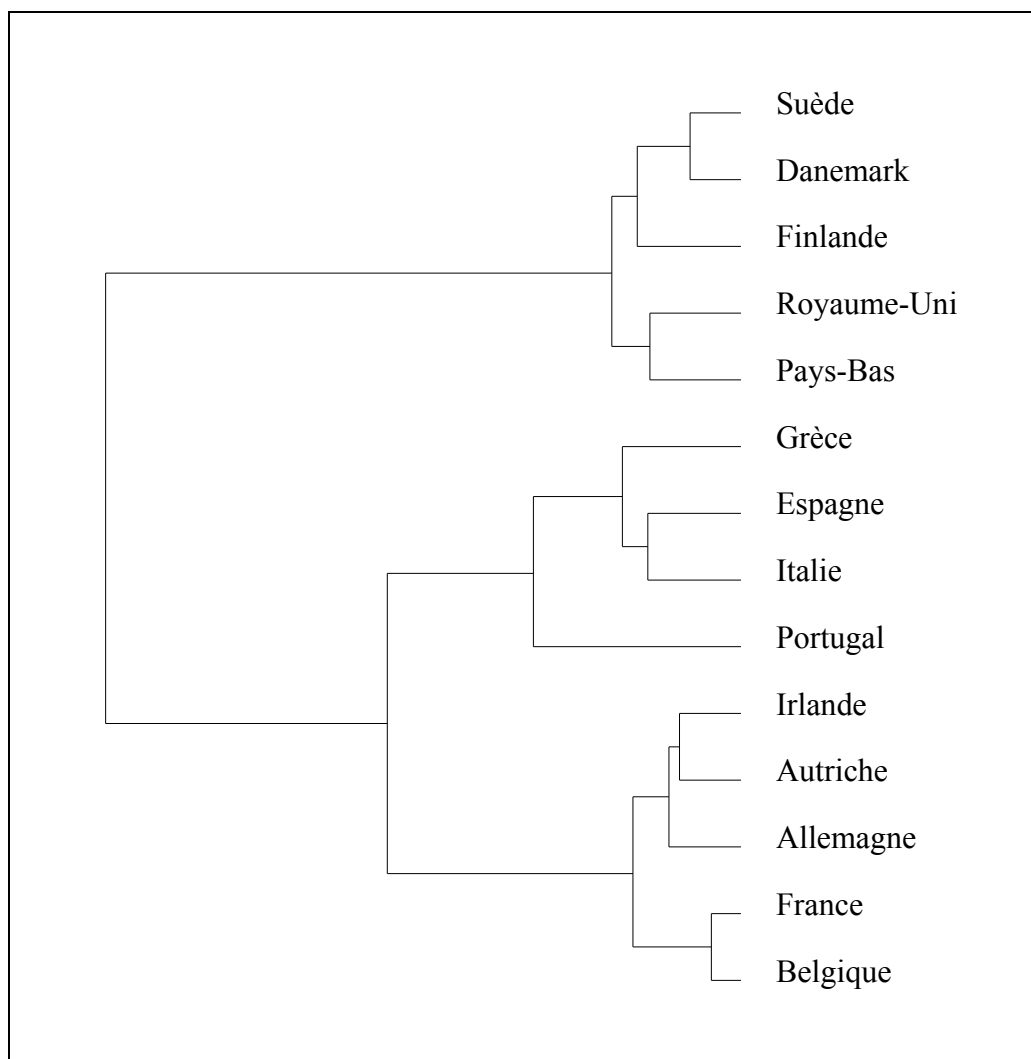 Suède
Danemark
Finlande
Royaume-Uni
Pays-Bas
Grèce
Espagne
Italie
Portugal
Irlande
Autriche
Allemagne
France
Belgique